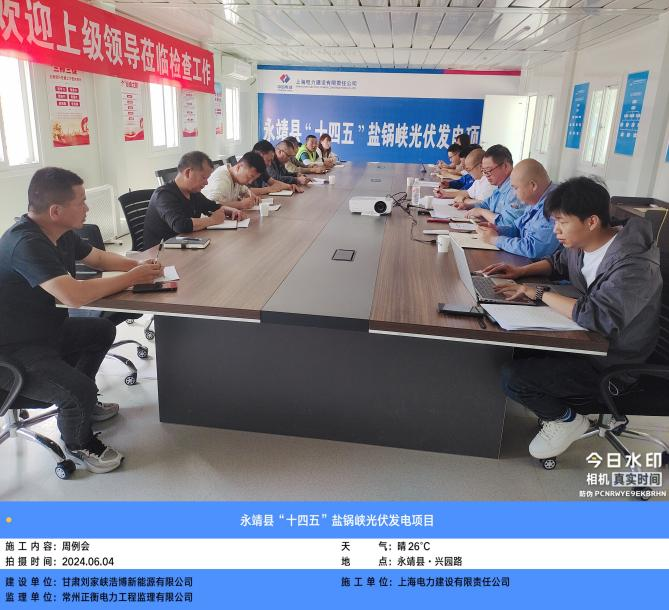 欢迎上级领导莅临检查工作
上海电力建设有限责任公司
永靖县“十四五”盐锅峡光伏发电项
今日水印
相机 真实时间
防伪 PCNRWYE9EKBRHN
永靖县“十四五”盐锅峡光伏发电项目
施工内容：周例会
天 气：晴 26°C
拍摄时间：2024.06.04
地 点：永靖县·兴园路
建设单位：甘肃刘家峡浩博新能源有限公司
施工单位：上海电力建设有限责任公司
监理单位：常州正衡电力工程监理有限公司